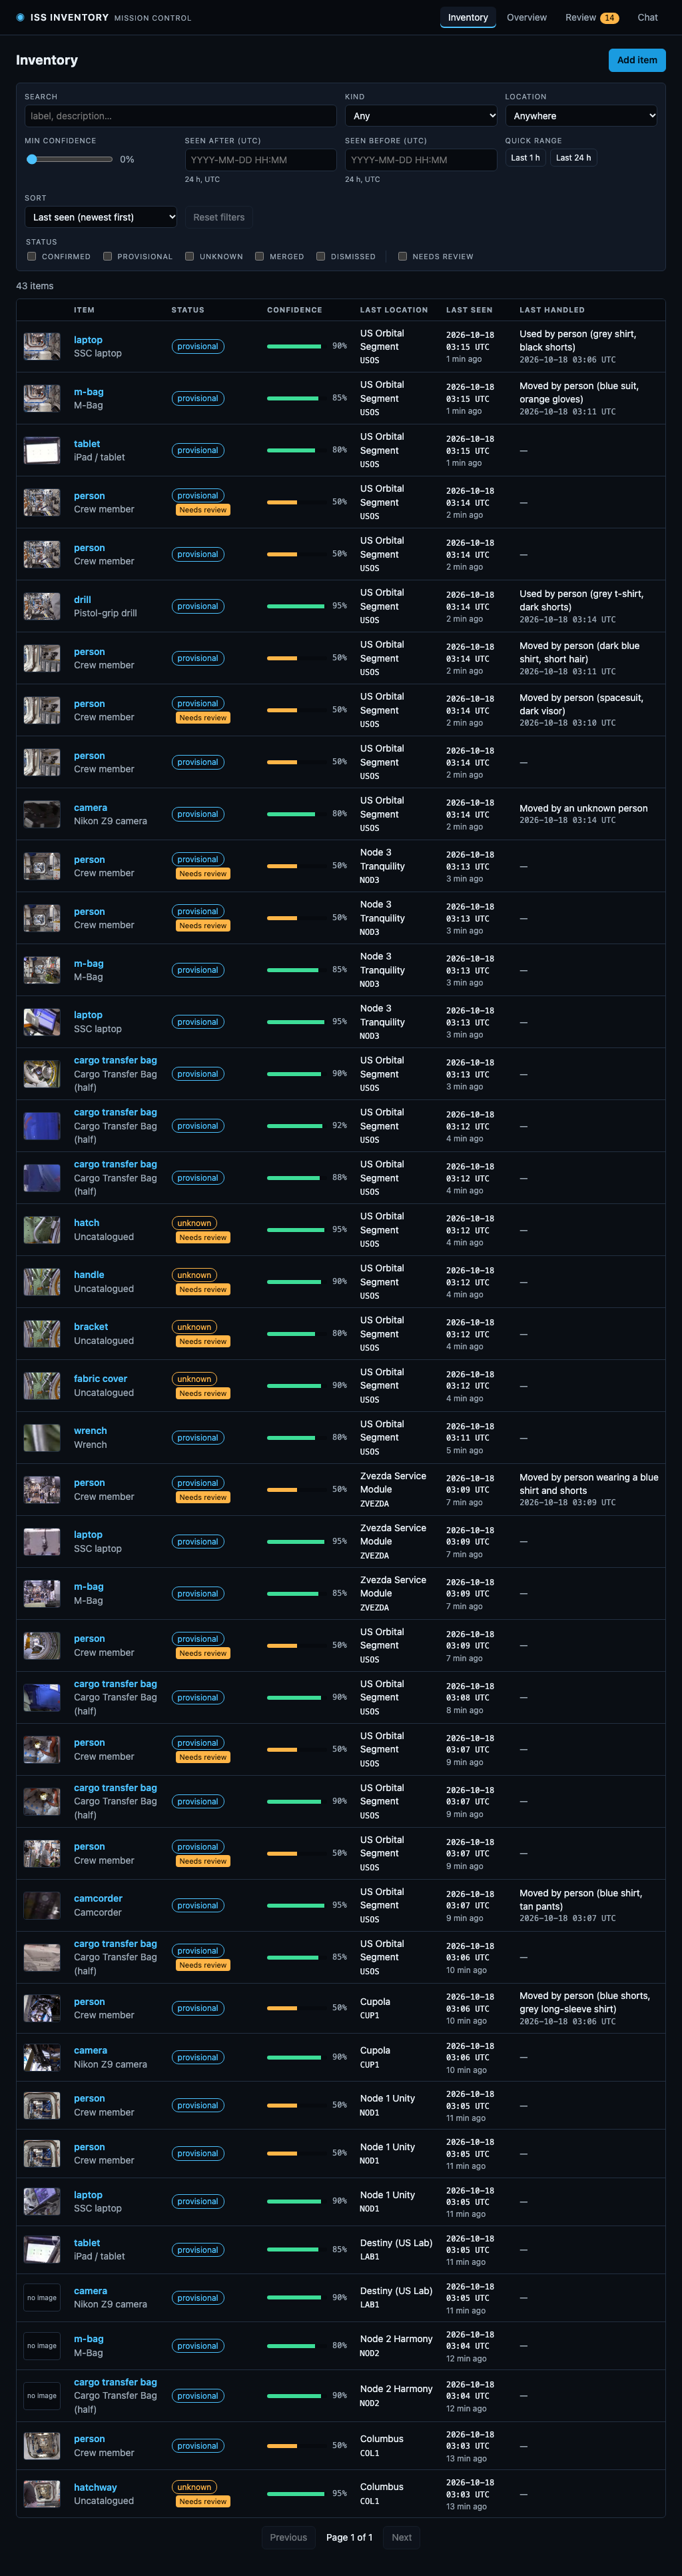 ISS INVENTORY MISSION CONTROL
Inventory Overview Review 14 Chat
Inventory
Add item
SEARCH KIND LOCATION
label, description... Any Anywhere
MIN CONFIDENCE SEEN AFTER (UTC) SEEN BEFORE (UTC) QUICK RANGE
0% YYYY-MM-DD HH:MM YYYY-MM-DD HH:MM Last 1 h Last 24 h
24 h, UTC 24 h, UTC
SORT
Last seen (newest first) Reset filters
STATUS
CONFIRMED PROVISIONAL UNKNOWN MERGED DISMISSED NEEDS REVIEW
43 items
ITEM STATUS CONFIDENCE LAST LOCATION LAST SEEN LAST HANDLED
laptop
SSC laptop
provisional
90%
US Orbital
Segment
USOS
2026-10-18
03:15 UTC
1 min ago
Used by person (grey shirt,
black shorts)
2026-10-18 03:06 UTC
m-bag
M-Bag
provisional
85%
US Orbital
Segment
USOS
2026-10-18
03:15 UTC
1 min ago
Moved by person (blue suit,
orange gloves)
2026-10-18 03:11 UTC
tablet
iPad / tablet
provisional
80%
US Orbital
Segment
USOS
2026-10-18
03:15 UTC
1 min ago
—
person
Crew member
provisional
Needs review
50%
US Orbital
Segment
USOS
2026-10-18
03:14 UTC
2 min ago
—
person
Crew member
provisional
50%
US Orbital
Segment
USOS
2026-10-18
03:14 UTC
2 min ago
—
drill
Pistol-grip drill
provisional
95%
US Orbital
Segment
USOS
2026-10-18
03:14 UTC
2 min ago
Used by person (grey t-shirt,
dark shorts)
2026-10-18 03:14 UTC
person
Crew member
provisional
50%
US Orbital
Segment
USOS
2026-10-18
03:14 UTC
2 min ago
Moved by person (dark blue
shirt, short hair)
2026-10-18 03:11 UTC
person
Crew member
provisional
Needs review
50%
US Orbital
Segment
USOS
2026-10-18
03:14 UTC
2 min ago
Moved by person (spacesuit,
dark visor)
2026-10-18 03:10 UTC
person
Crew member
provisional
50%
US Orbital
Segment
USOS
2026-10-18
03:14 UTC
2 min ago
—
camera
Nikon Z9 camera
provisional
80%
US Orbital
Segment
USOS
2026-10-18
03:14 UTC
2 min ago
Moved by an unknown person
2026-10-18 03:14 UTC
person
Crew member
provisional
Needs review
50%
Node 3
Tranquility
NOD3
2026-10-18
03:13 UTC
3 min ago
—
person
Crew member
provisional
Needs review
50%
Node 3
Tranquility
NOD3
2026-10-18
03:13 UTC
3 min ago
—
m-bag
M-Bag
provisional
85%
Node 3
Tranquility
NOD3
2026-10-18
03:13 UTC
3 min ago
—
laptop
SSC laptop
provisional
95%
Node 3
Tranquility
NOD3
2026-10-18
03:13 UTC
3 min ago
—
cargo transfer bag
Cargo Transfer Bag
(half)
provisional
90%
US Orbital
Segment
USOS
2026-10-18
03:13 UTC
3 min ago
—
cargo transfer bag
Cargo Transfer Bag
(half)
provisional
92%
US Orbital
Segment
USOS
2026-10-18
03:12 UTC
4 min ago
—
cargo transfer bag
Cargo Transfer Bag
(half)
provisional
88%
US Orbital
Segment
USOS
2026-10-18
03:12 UTC
4 min ago
—
hatch
Uncatalogued
unknown
Needs review
95%
US Orbital
Segment
USOS
2026-10-18
03:12 UTC
4 min ago
—
handle
Uncatalogued
unknown
Needs review
90%
US Orbital
Segment
USOS
2026-10-18
03:12 UTC
4 min ago
—
bracket
Uncatalogued
unknown
Needs review
80%
US Orbital
Segment
USOS
2026-10-18
03:12 UTC
4 min ago
—
fabric cover
Uncatalogued
unknown
Needs review
90%
US Orbital
Segment
USOS
2026-10-18
03:12 UTC
4 min ago
—
wrench
Wrench
provisional
80%
US Orbital
Segment
USOS
2026-10-18
03:11 UTC
5 min ago
—
person
Crew member
provisional
Needs review
50%
Zvezda Service
Module
ZVEZDA
2026-10-18
03:09 UTC
7 min ago
Moved by person wearing a blue
shirt and shorts
2026-10-18 03:09 UTC
laptop
SSC laptop
provisional
95%
Zvezda Service
Module
ZVEZDA
2026-10-18
03:09 UTC
7 min ago
—
m-bag
M-Bag
provisional
85%
Zvezda Service
Module
ZVEZDA
2026-10-18
03:09 UTC
7 min ago
—
person
Crew member
provisional
Needs review
50%
US Orbital
Segment
USOS
2026-10-18
03:09 UTC
7 min ago
—
cargo transfer bag
Cargo Transfer Bag
(half)
provisional
90%
US Orbital
Segment
USOS
2026-10-18
03:08 UTC
8 min ago
—
person
Crew member
provisional
Needs review
50%
US Orbital
Segment
USOS
2026-10-18
03:07 UTC
9 min ago
—
cargo transfer bag
Cargo Transfer Bag
(half)
provisional
90%
US Orbital
Segment
USOS
2026-10-18
03:07 UTC
9 min ago
—
person
Crew member
provisional
Needs review
50%
US Orbital
Segment
USOS
2026-10-18
03:07 UTC
9 min ago
—
camcorder
Camcorder
provisional
95%
US Orbital
Segment
USOS
2026-10-18
03:07 UTC
9 min ago
Moved by person (blue shirt,
tan pants)
2026-10-18 03:07 UTC
cargo transfer bag
Cargo Transfer Bag
(half)
provisional
Needs review
85%
US Orbital
Segment
USOS
2026-10-18
03:06 UTC
10 min ago
—
person
Crew member
provisional
50%
Cupola
CUP1
2026-10-18
03:06 UTC
10 min ago
Moved by person (blue shorts,
grey long-sleeve shirt)
2026-10-18 03:06 UTC
camera
Nikon Z9 camera
provisional
90%
Cupola
CUP1
2026-10-18
03:06 UTC
10 min ago
—
person
Crew member
provisional
50%
Node 1 Unity
NOD1
2026-10-18
03:05 UTC
11 min ago
—
person
Crew member
provisional
50%
Node 1 Unity
NOD1
2026-10-18
03:05 UTC
11 min ago
—
laptop
SSC laptop
provisional
90%
Node 1 Unity
NOD1
2026-10-18
03:05 UTC
11 min ago
—
tablet
iPad / tablet
provisional
85%
Destiny (US Lab)
LAB1
2026-10-18
03:05 UTC
11 min ago
—
no image
camera
Nikon Z9 camera
provisional
90%
Destiny (US Lab)
LAB1
2026-10-18
03:05 UTC
11 min ago
—
no image
m-bag
M-Bag
provisional
80%
Node 2 Harmony
NOD2
2026-10-18
03:04 UTC
12 min ago
—
no image
cargo transfer bag
Cargo Transfer Bag
(half)
provisional
90%
Node 2 Harmony
NOD2
2026-10-18
03:04 UTC
12 min ago
—
person
Crew member
provisional
50%
Columbus
COL1
2026-10-18
03:03 UTC
13 min ago
—
hatchway
Uncatalogued
unknown
Needs review
95%
Columbus
COL1
2026-10-18
03:03 UTC
13 min ago
—
Previous Page 1 of 1 Next